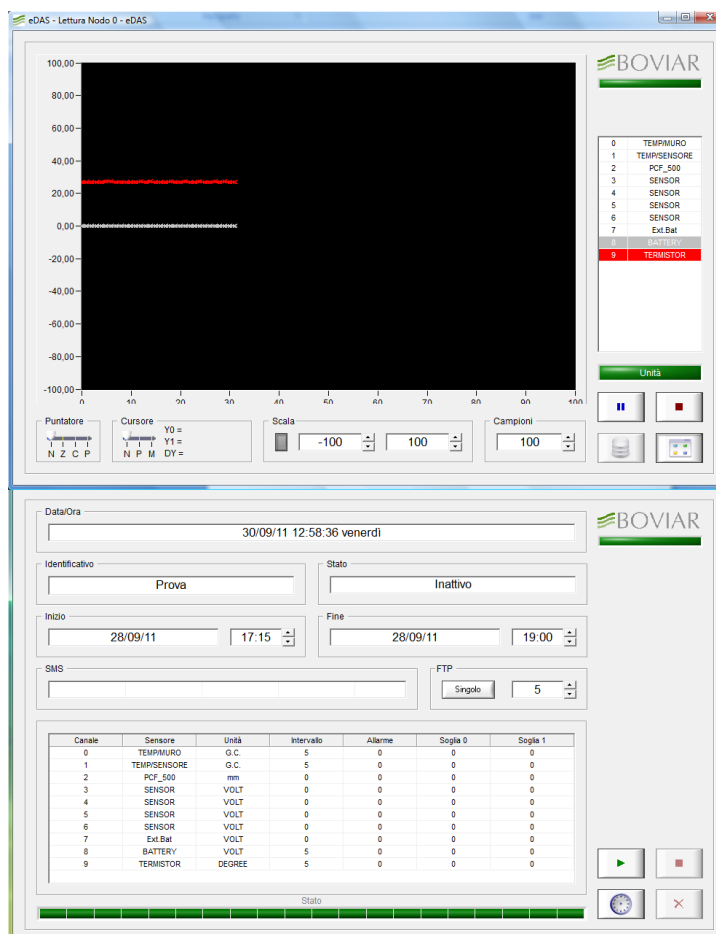 eDAS - Lettura Nodo 0 - eDAS
BOVIAR
100,00
80,00
60,00
40,00
20,00
0,00
-20,00
-40,00
-60,00
-80,00
-100,00
0 10 20 30 40 50 60 70 80 90 100
0 TEMP/MURO
1 TEMP/SENSORE
2 PCF_500
3 SENSOR
4 SENSOR
5 SENSOR
6 SENSOR
7 Ext.Bat
8 BATTERY
9 TERMISTOR
Unità
Puntatore
N Z C P
Cursore
N P M
Y0 =
Y1 =
DY =
Scala
-100 100
Campioni
100
BOVIAR
Data/Ora
30/09/11 12:58:36 venerdì
Identificativo
Prova
Stato
Inattivo
Inizio
28/09/11 17:15
Fine
28/09/11 19:00
SMS
FTP
Singolo 5
Canale Sensore Unità Intervallo Allarme Soglia 0 Soglia 1
0 TEMP/MURO G.C. 5 0 0 0
1 TEMP/SENSORE G.C. 5 0 0 0
2 PCF_500 mm 0 0 0 0
3 SENSOR VOLT 0 0 0 0
4 SENSOR VOLT 0 0 0 0
5 SENSOR VOLT 0 0 0 0
6 SENSOR VOLT 0 0 0 0
7 Ext.Bat VOLT 0 0 0 0
8 BATTERY VOLT 5 0 0 0
9 TERMISTOR DEGREE 5 0 0 0
Stato